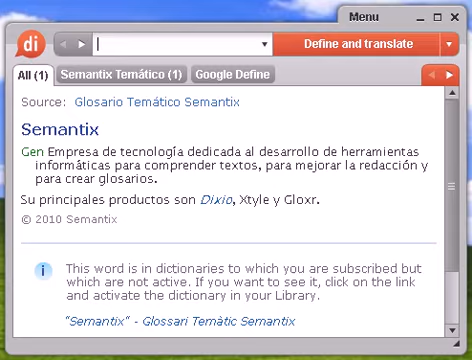 Menu
di
Define and translate
All (1)
Semantix Temático (1)
Google Define
Source: Glosario Temático Semantix
Semantix
Gen Empresa de tecnología dedicada al desarrollo de herramientas
informáticas para comprender textos, para mejorar la redacción y
para crear glosarios.
Su principales productos son Dixio, Xtyle y Gloxr.
© 2010 Semantix
i
This word is in dictionaries to which you are subscribed but
which are not active. If you want to see it, click on the link
and activate the dictionary in your Library.
"Semantix" - Glossari Temàtic Semantix